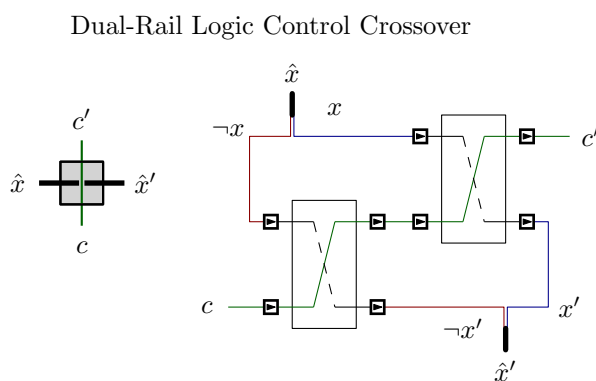 Dual-Rail Logic Control Crossover
x̂
x
¬x
c′
c′
x̂
x̂′
c
c
x′
¬x′
x̂′